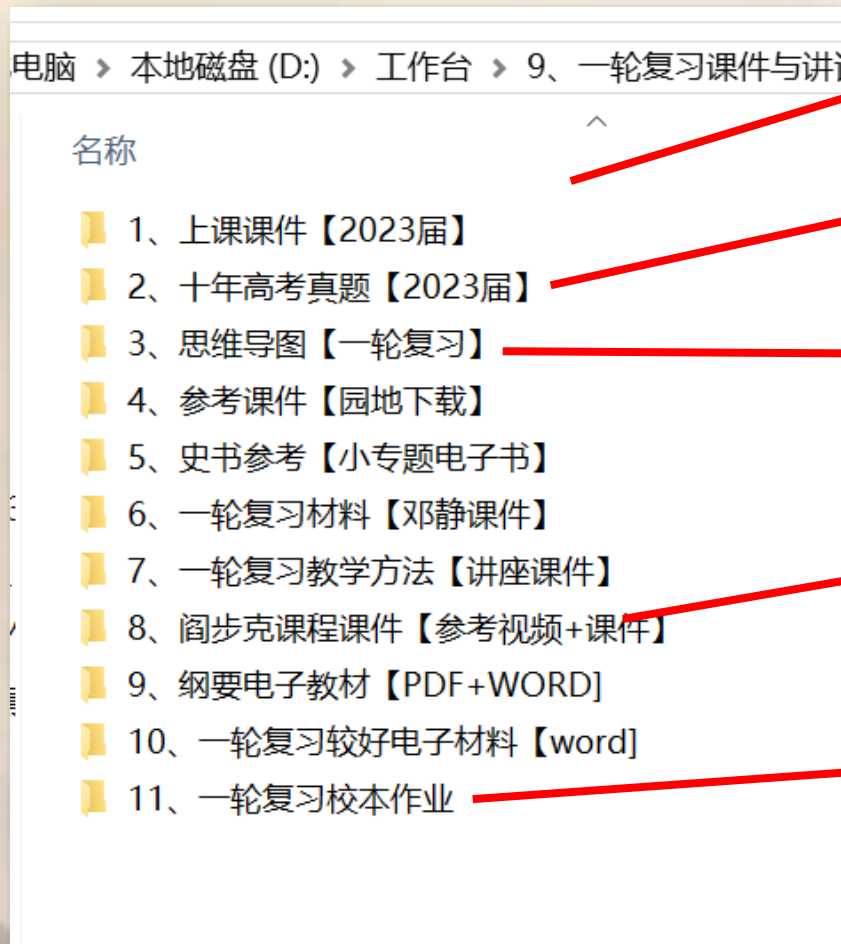 电脑 > 本地磁盘 (D:) > 工作台 > 9、一轮复习课件与讲
名称
1、上课课件【2023届】
2、十年高考真题【2023届】
3、思维导图【一轮复习】
4、参考课件【园地下载】
5、史书参考【小专题电子书】
6、一轮复习材料【邓静课件】
7、一轮复习教学方法【讲座课件】
8、阎步克课程课件【参考视频+课件】
9、纲要电子教材【PDF+WORD]
10、一轮复习较好电子材料【word]
11、一轮复习校本作业